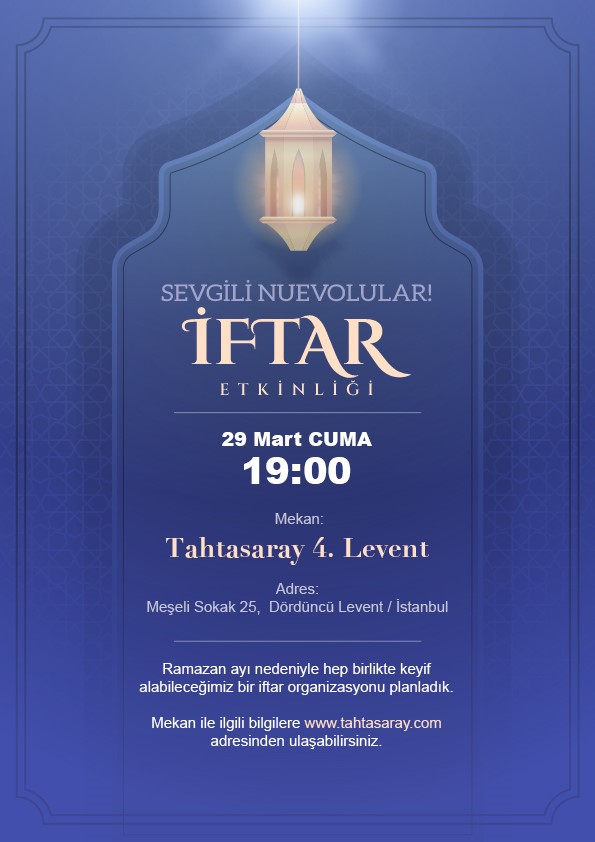 SEVGİLİ NUEVOLULAR!
İFTAR
ETKİNLİĞİ
29 Mart CUMA
19:00
Mekan:
Tahtasaray 4. Levent
Adres:
Meşeli Sokak 25, Dördüncü Levent / İstanbul
Ramazan ayı nedeniyle hep birlikte keyif
alabileceğimiz bir iftar organizasyonu planladık.
Mekan ile ilgili bilgilere www.tahtasaray.com
adresinden ulaşabilirsiniz.